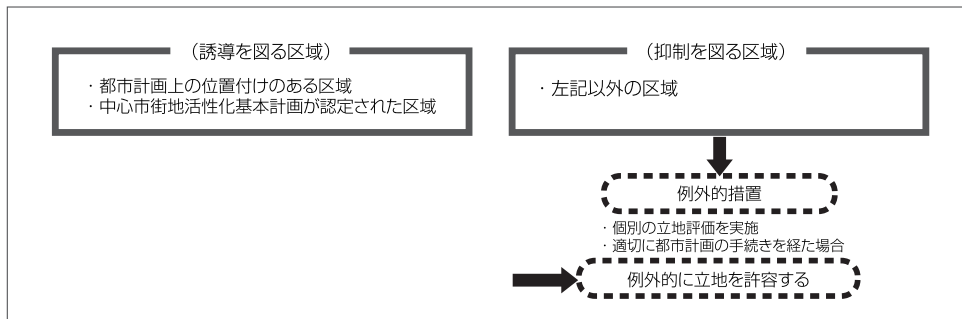 （誘導を図る区域）
・都市計画上の位置付けのある区域
・中心市街地活性化基本計画が認定された区域
（抑制を図る区域）
・左記以外の区域
例外的措置
・個別の立地評価を実施
・適切に都市計画の手続きを経た場合
例外的に立地を許容する